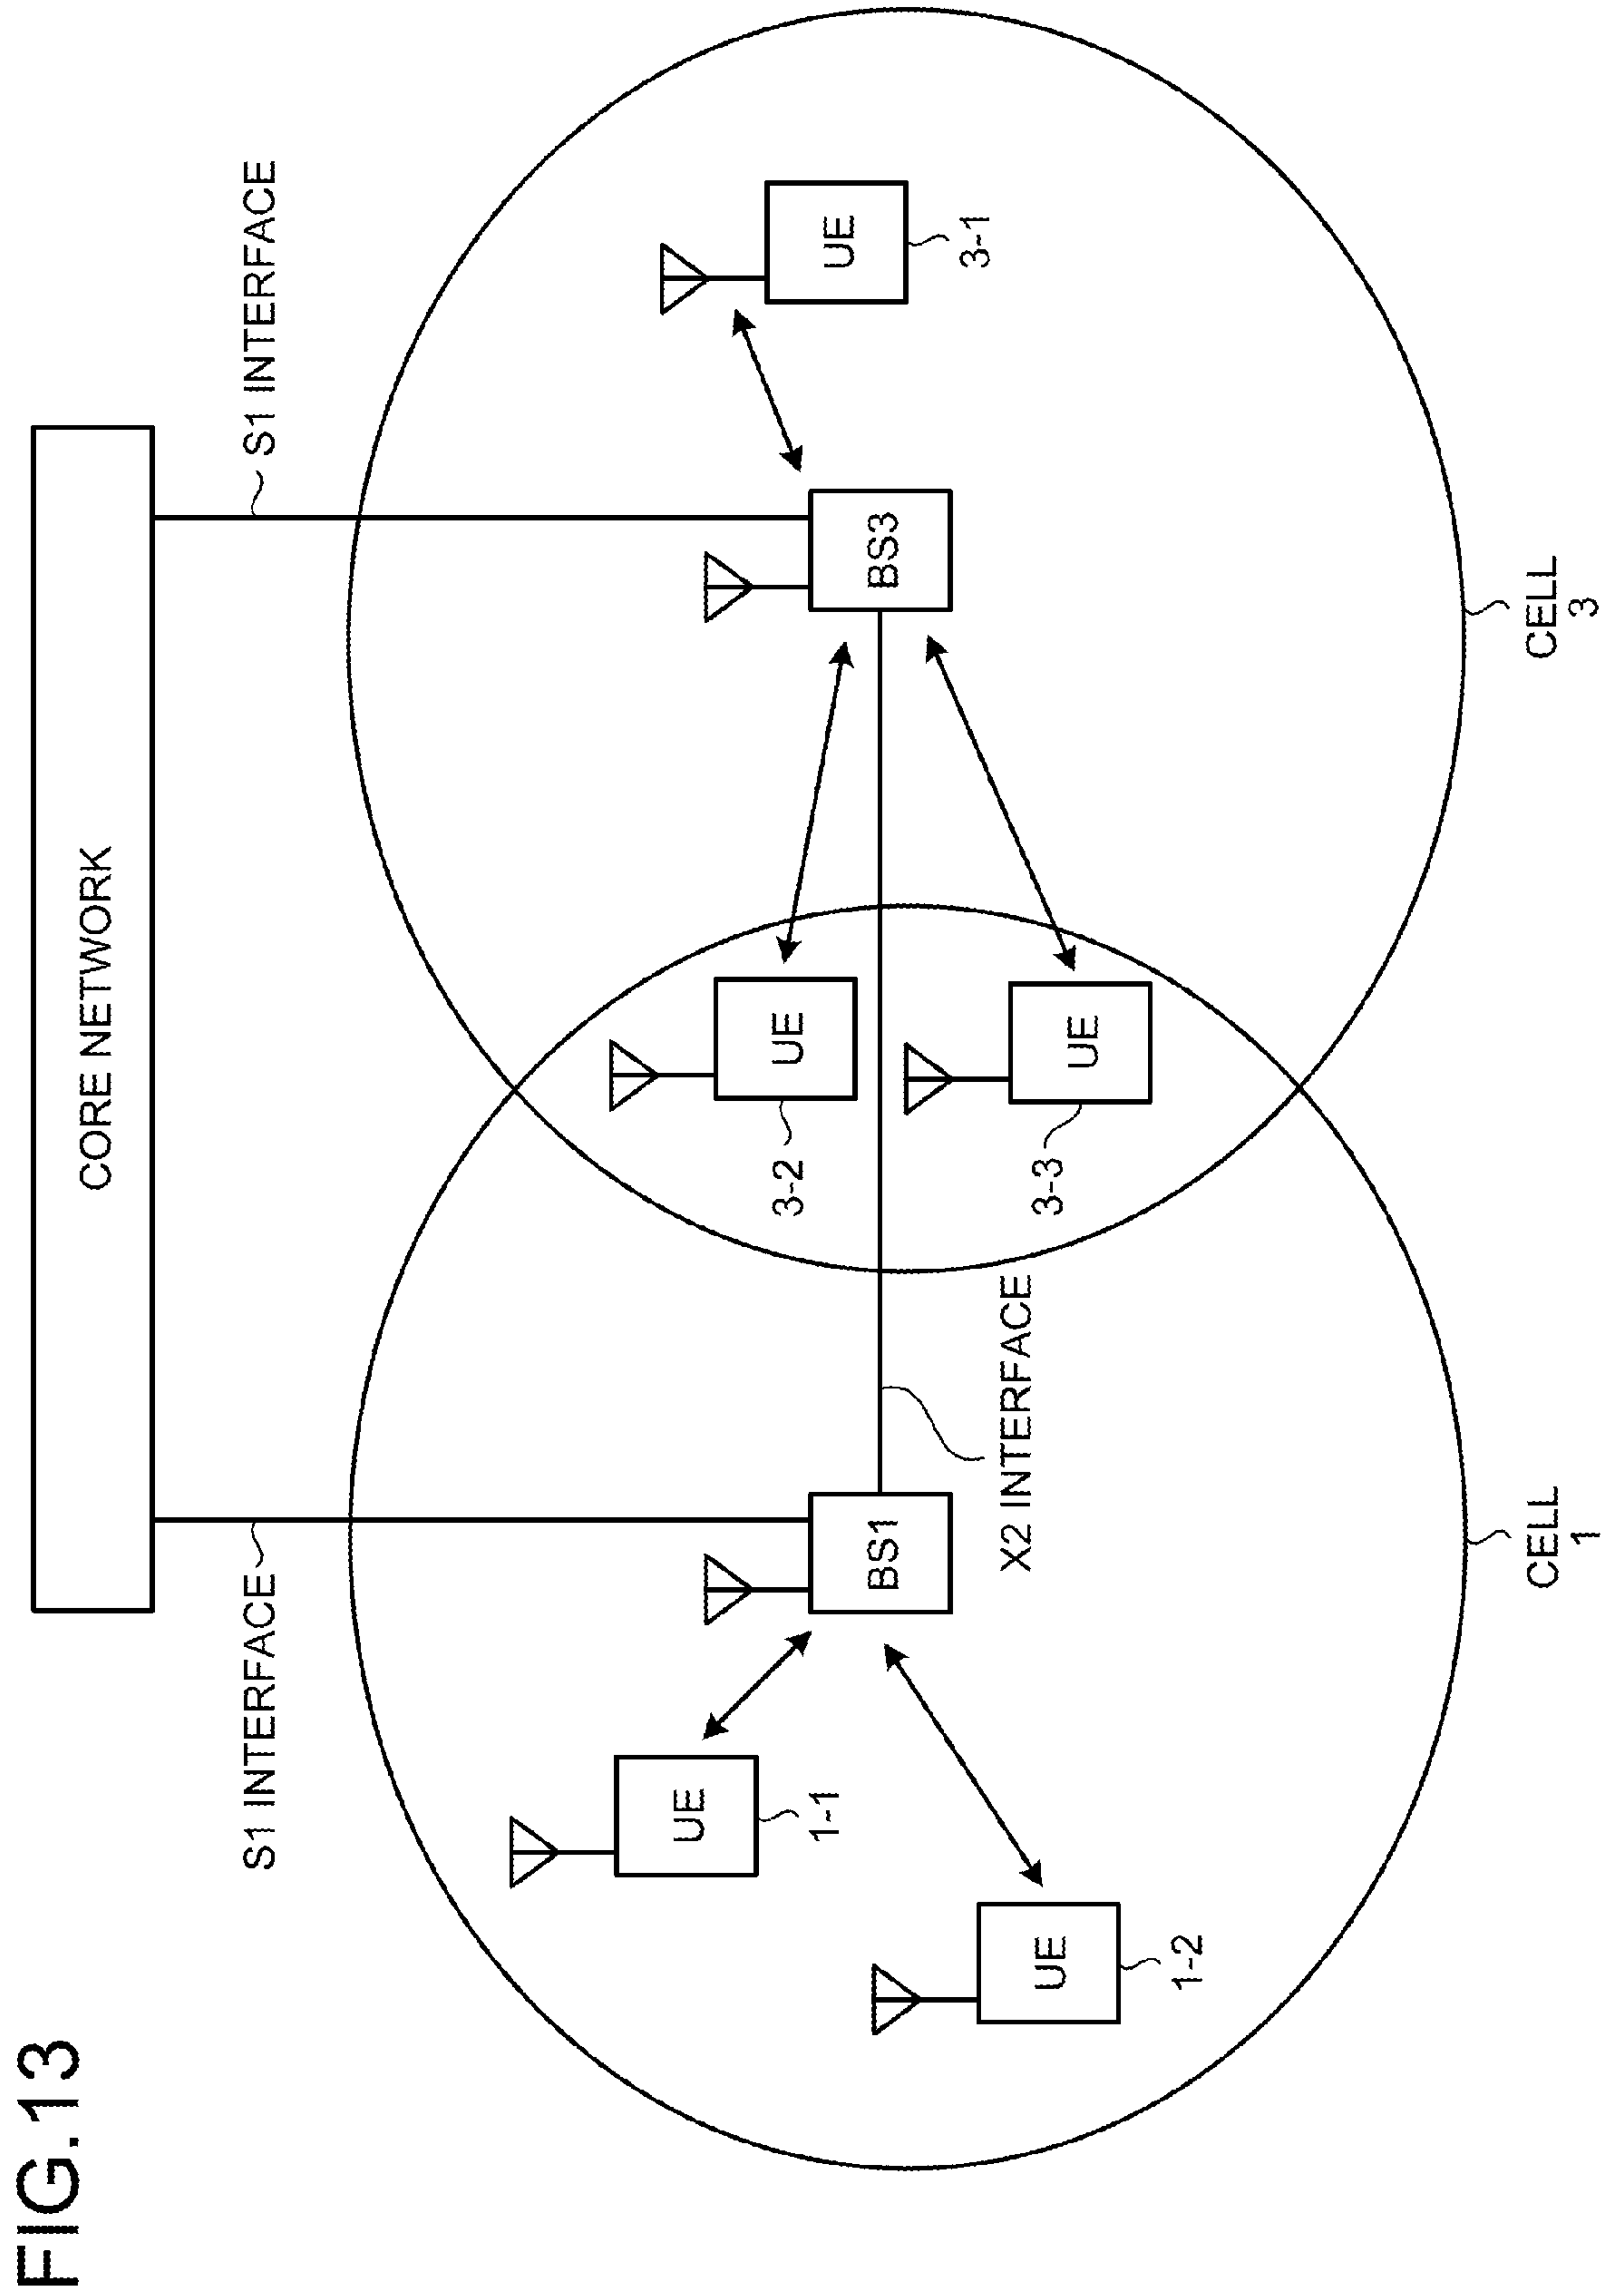 FIG.13
CORE NETWORK
S1 INTERFACE
S1 INTERFACE
UE
1-1
UE
1-2
BS1
X2 INTERFACE
UE
3-2
UE
3-3
BS3
UE
3-1
CELL
1
CELL
3